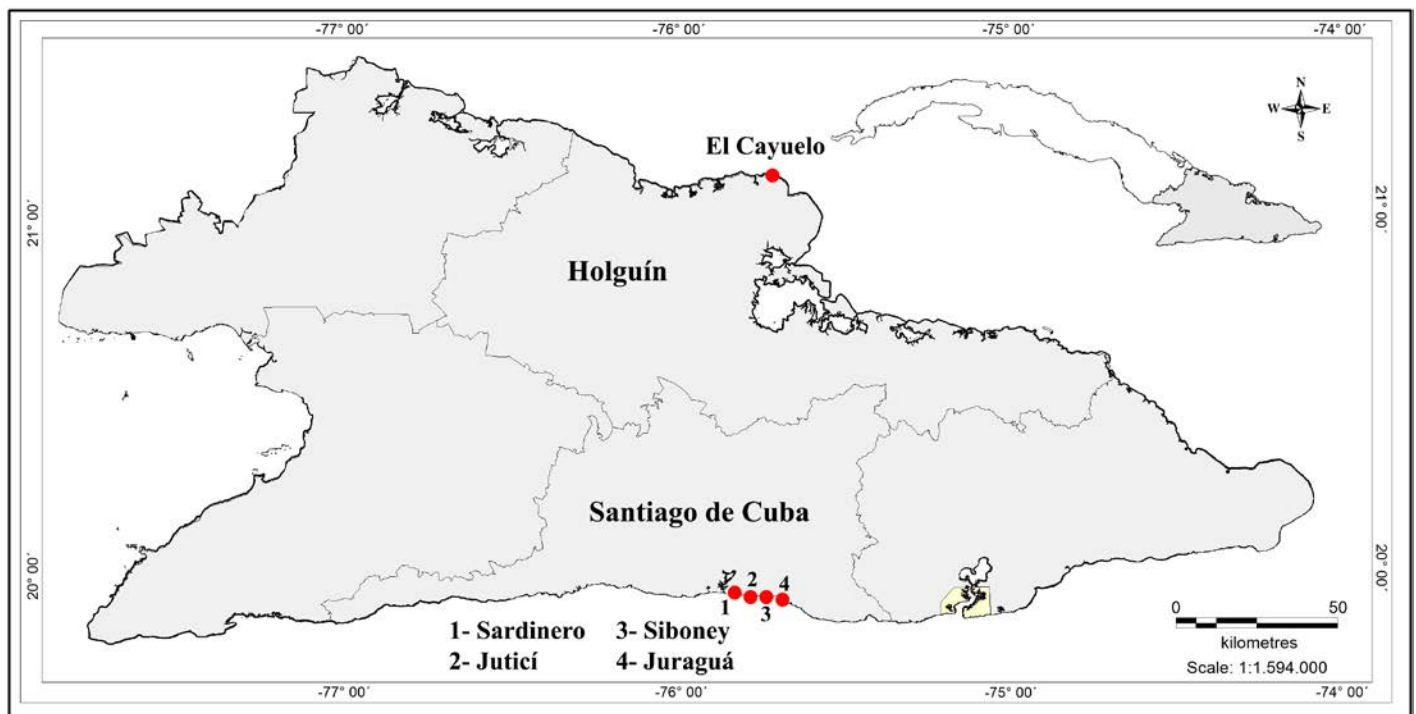 -77° 00´ -76° 00´ -75° 00´ -74° 00´
N
W E
S
El Cayuelo
21° 00´ 21° 00´
Holguín
Santiago de Cuba
20° 00´ 20° 00´
2 4
1 3
0 50
1- Sardinero 3- Siboney
kilometres
2- Juticí 4- Juraguá
Scale: 1:1.594.000
-77° 00´ -76° 00´ -75° 00´ -74° 00´